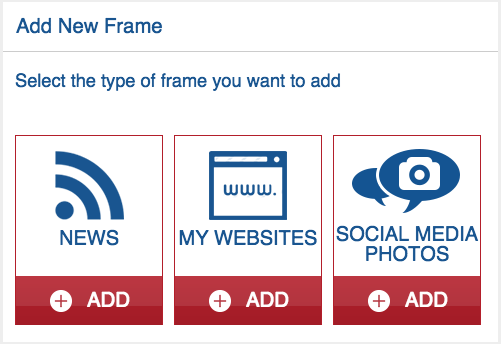 Add New Frame
Select the type of frame you want to add
www.
NEWS
MY WEBSITES
SOCIAL MEDIA
PHOTOS
ADD
ADD
ADD